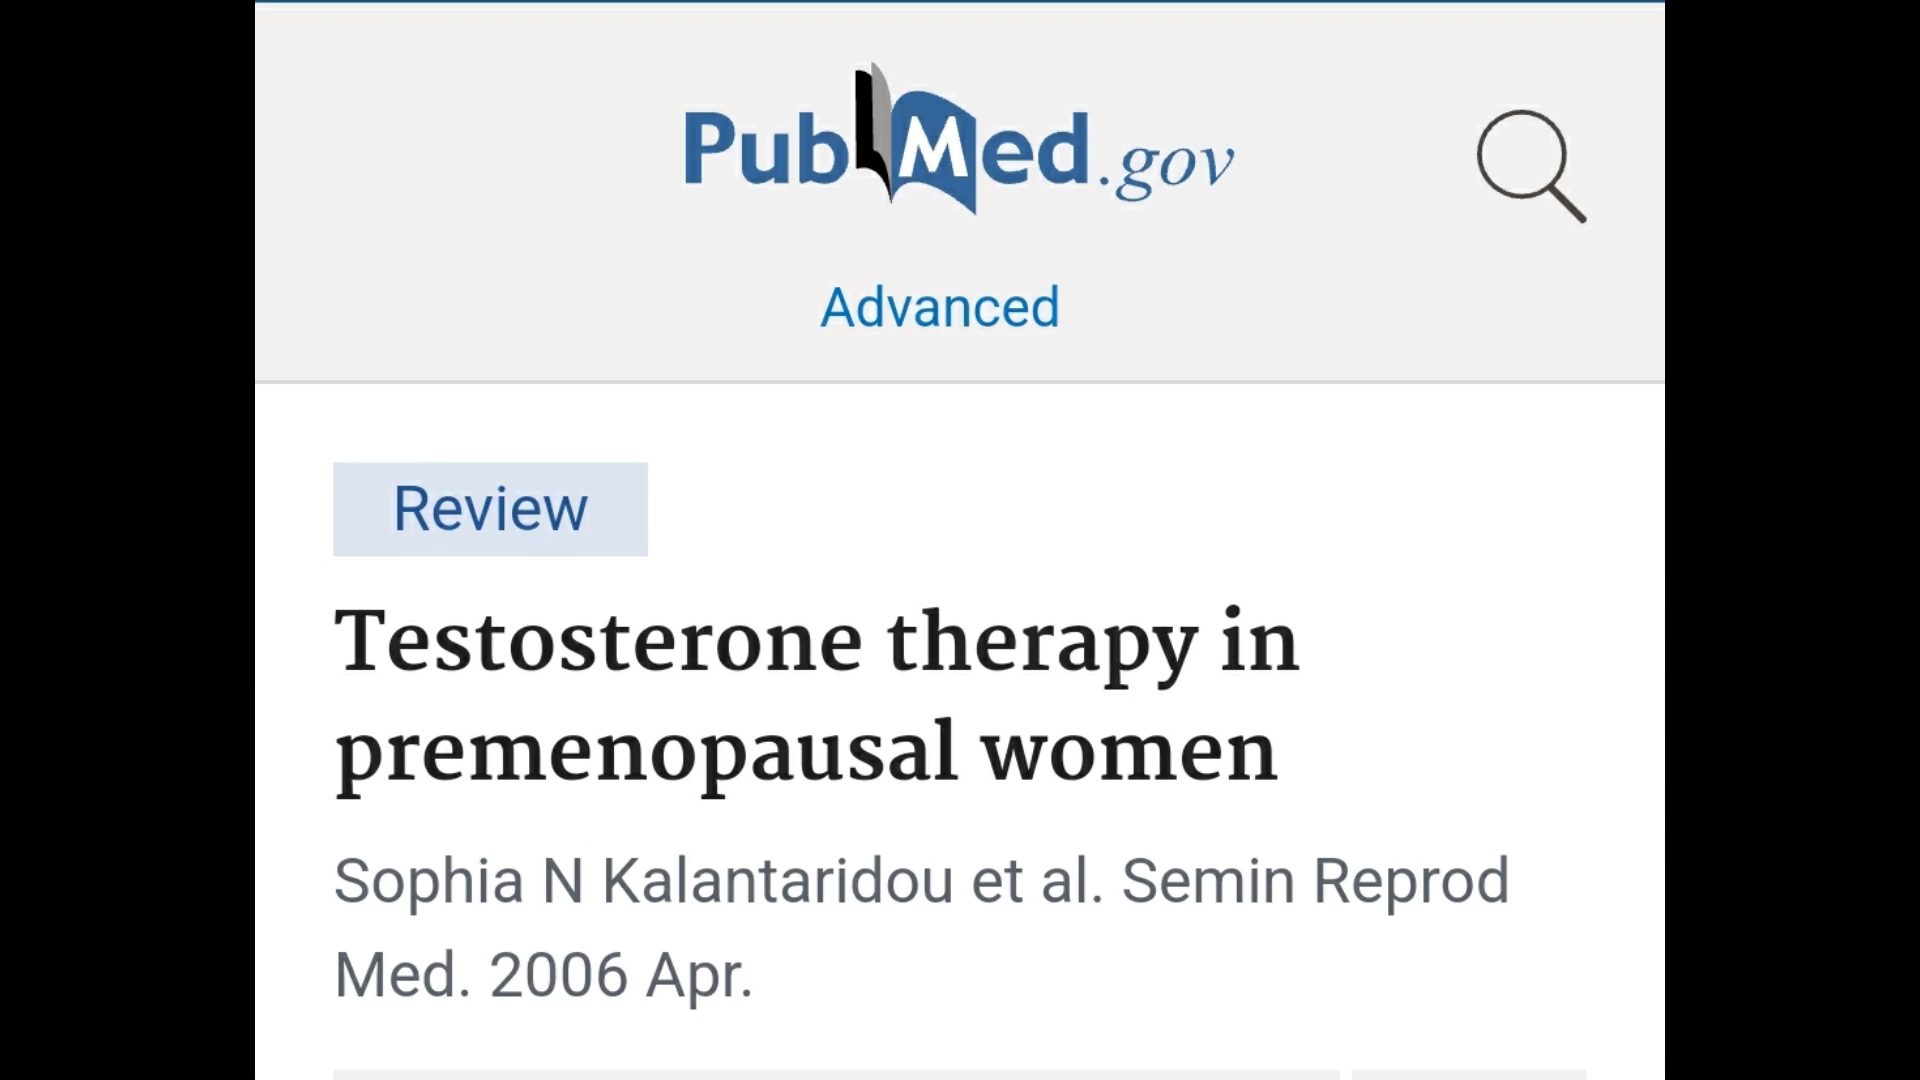 PubMed.gov
Advanced
Review
Testosterone therapy in
premenopausal women
Sophia N Kalantaridou et al. Semin Reprod
Med. 2006 Apr.